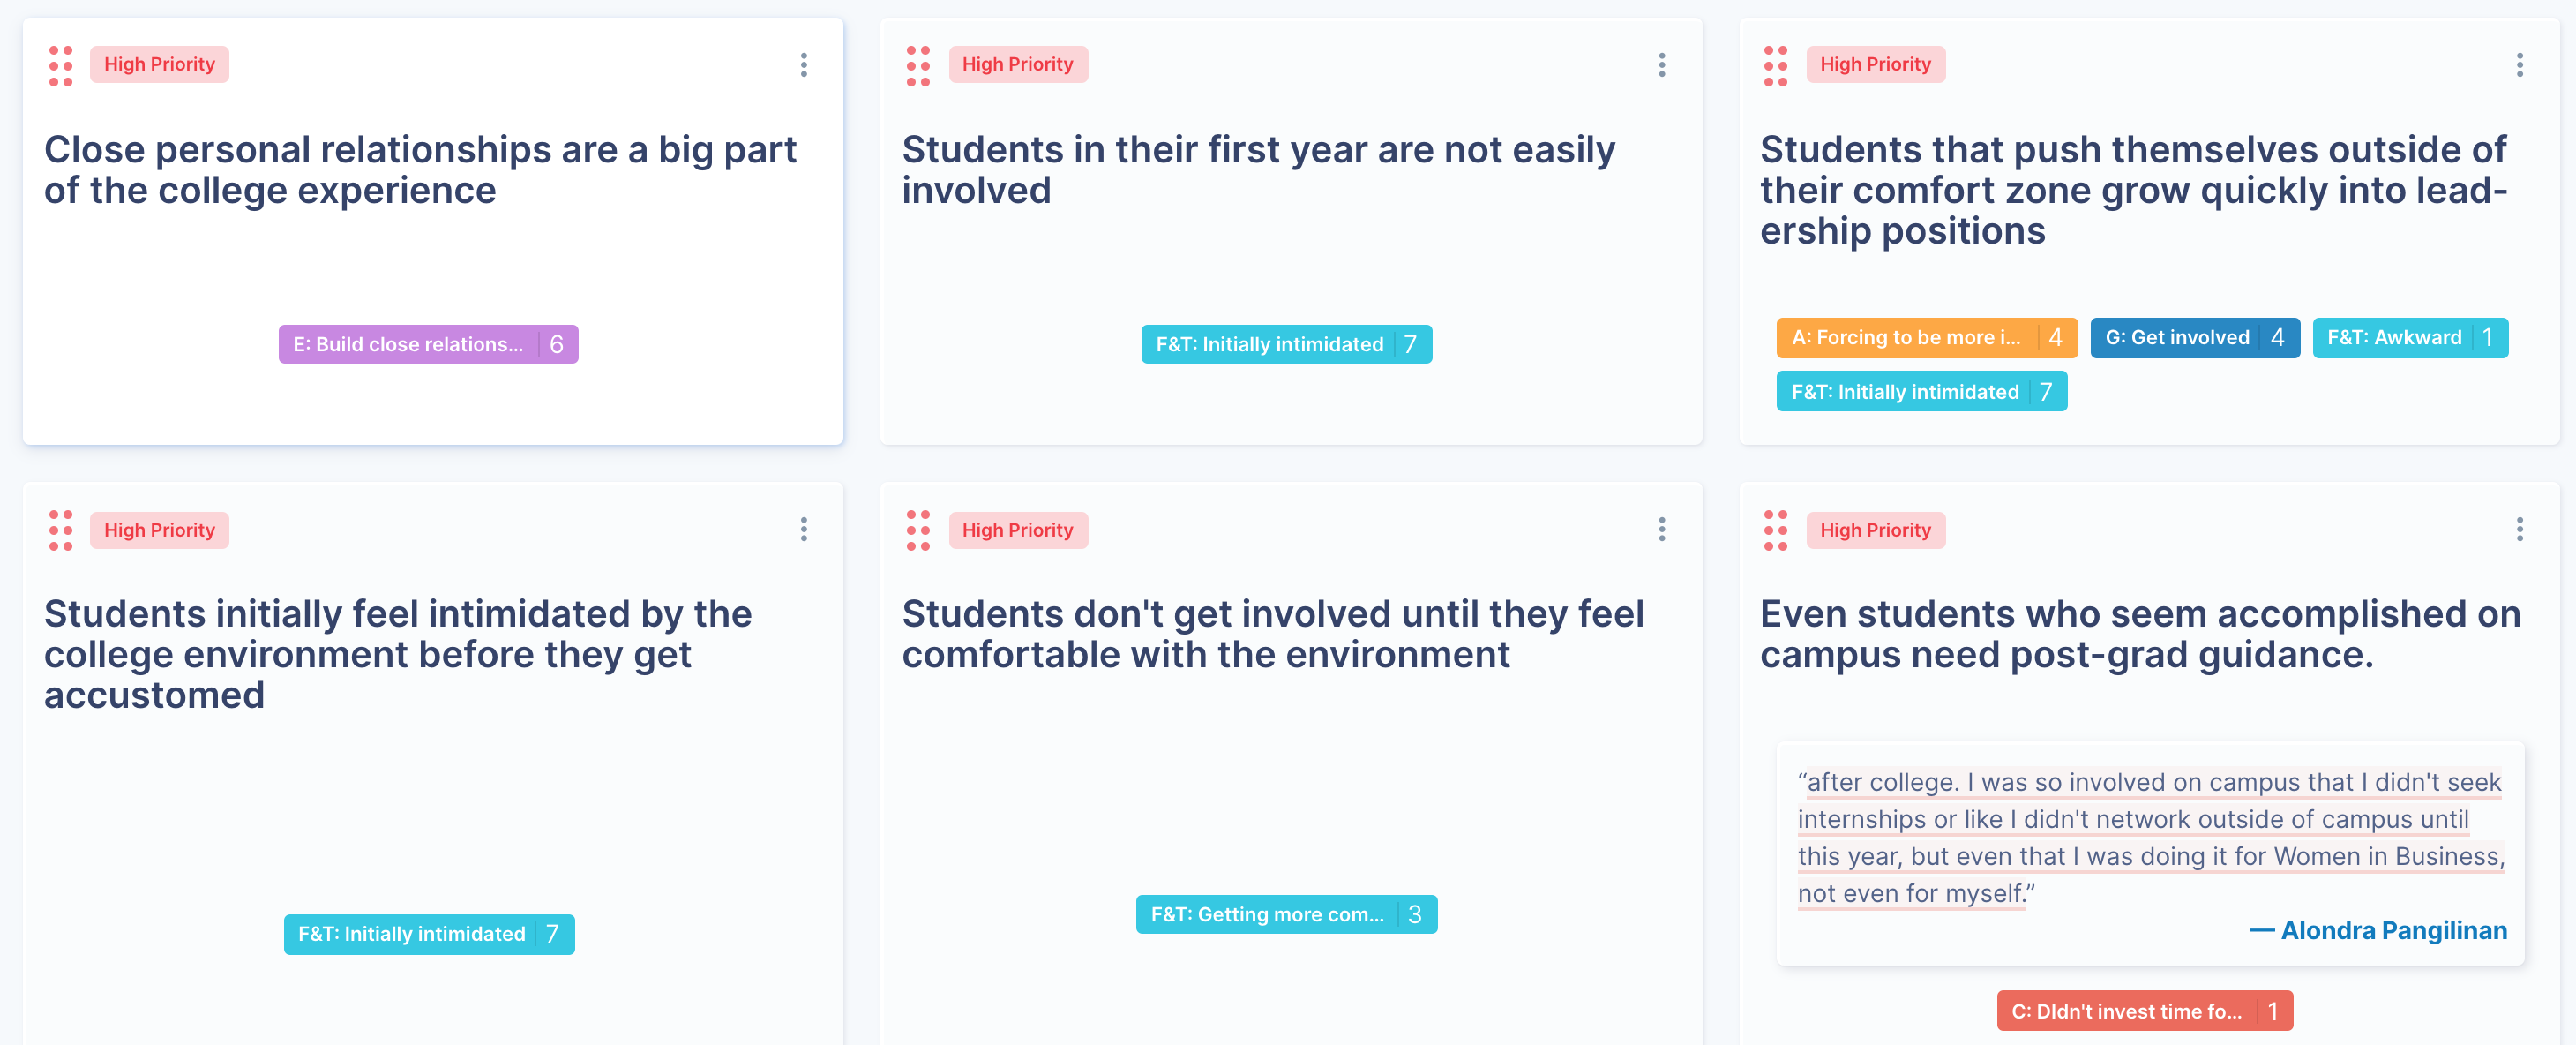 High Priority
Close personal relationships are a big part
of the college experience
E: Build close relations... 6
High Priority
Students in their first year are not easily
involved
F&T: Initially intimidated 7
High Priority
Students that push themselves outside of
their comfort zone grow quickly into lead-
ership positions
A: Forcing to be more i... 4
G: Get involved 4
F&T: Awkward 1
F&T: Initially intimidated 7
High Priority
Students initially feel intimidated by the
college environment before they get
accustomed
F&T: Initially intimidated 7
High Priority
Students don't get involved until they feel
comfortable with the environment
F&T: Getting more com... 3
High Priority
Even students who seem accomplished on
campus need post-grad guidance.
“after college. I was so involved on campus that I didn't seek
internships or like I didn't network outside of campus until
this year, but even that I was doing it for Women in Business,
not even for myself.”
— Alondra Pangilinan
C: DIdn't invest time fo... 1